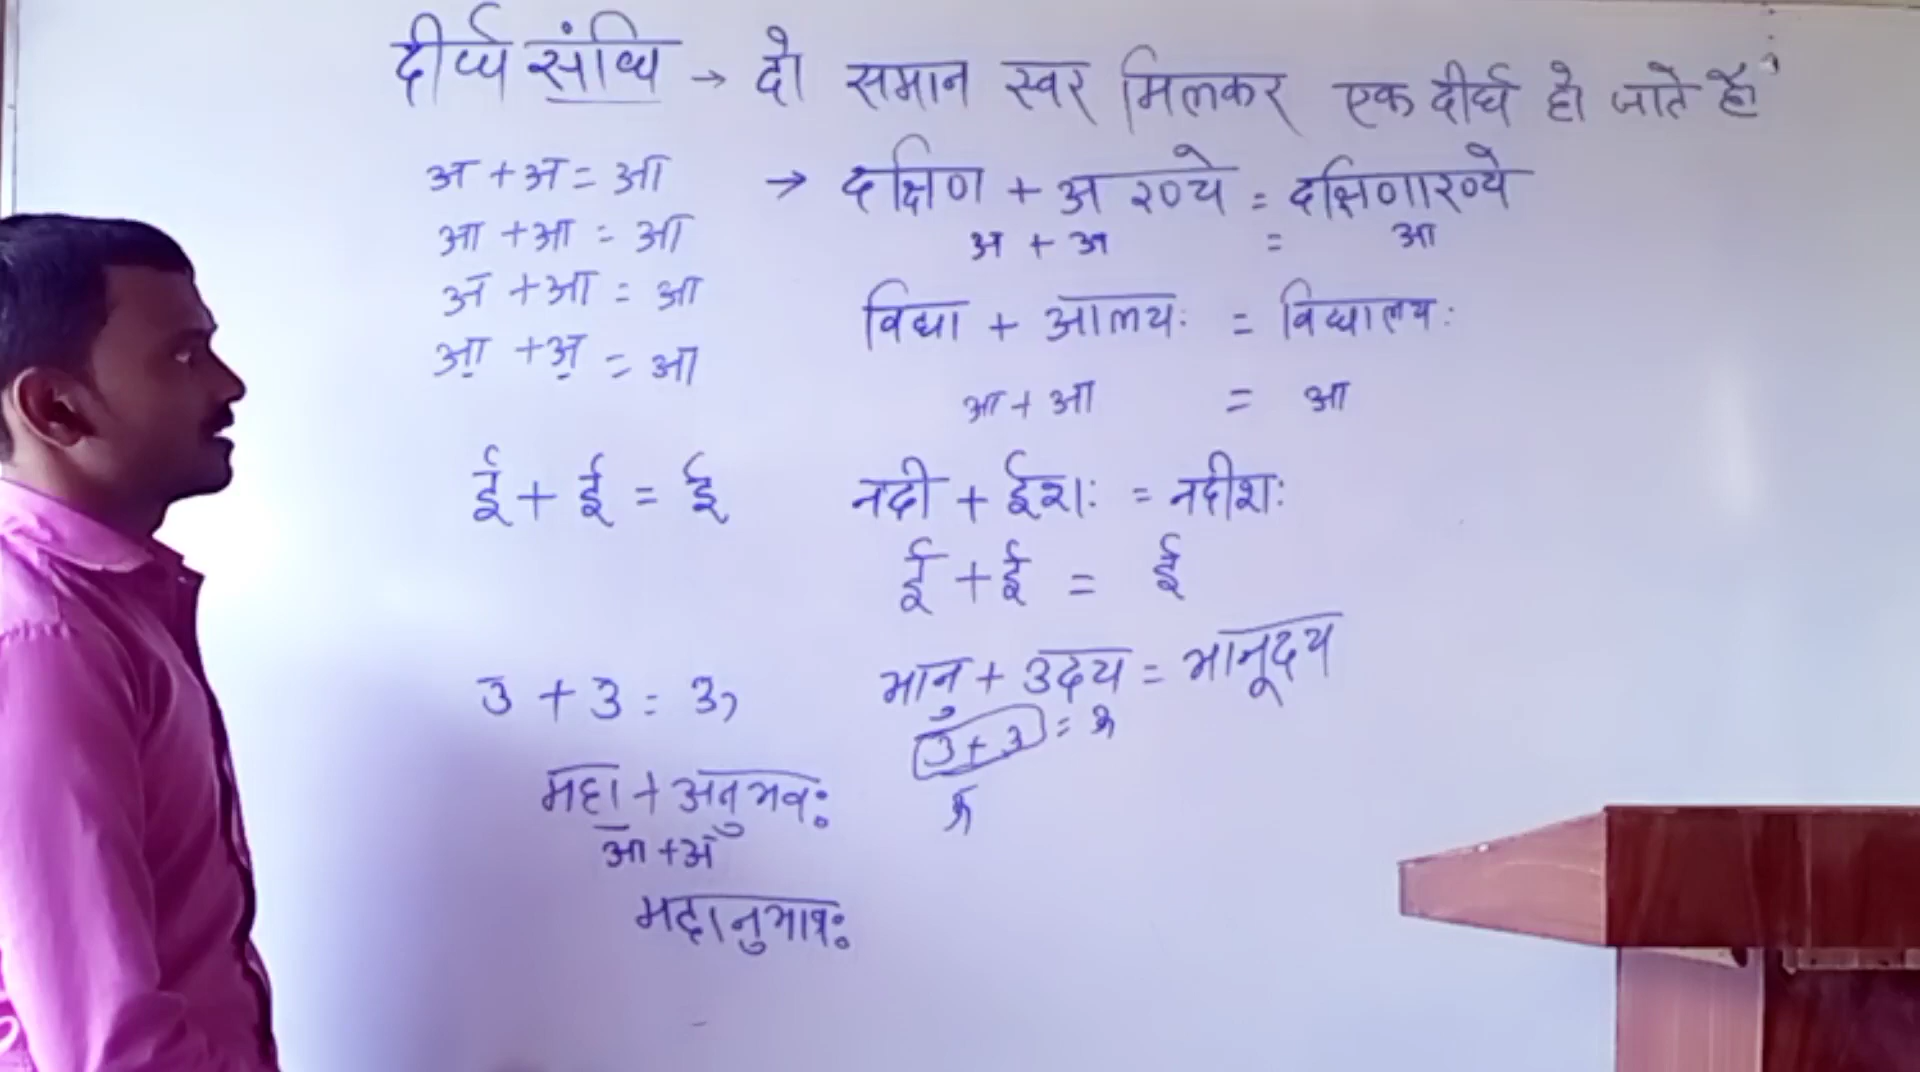 दीर्घ संधि → दो समान स्वर मिलकर एक दीर्घ हो जाते हैं
अ + अ = आ
आ + आ = आ
अ + आ = आ
आ + अ = आ
→ दक्षिण + अरण्ये = दक्षिणारण्ये
अ + अ = आ
विद्या + आलयः = विद्यालयः
आ + आ = आ
ई + ई = ई
नदी + ईशः = नदीशः
ई + ई = ई
उ + उ = ऊ
भानु + उदय = भानूदय
उ + उ = ऊ
ऊ
महा + अनुभवः
आ + अ
महानुभावः